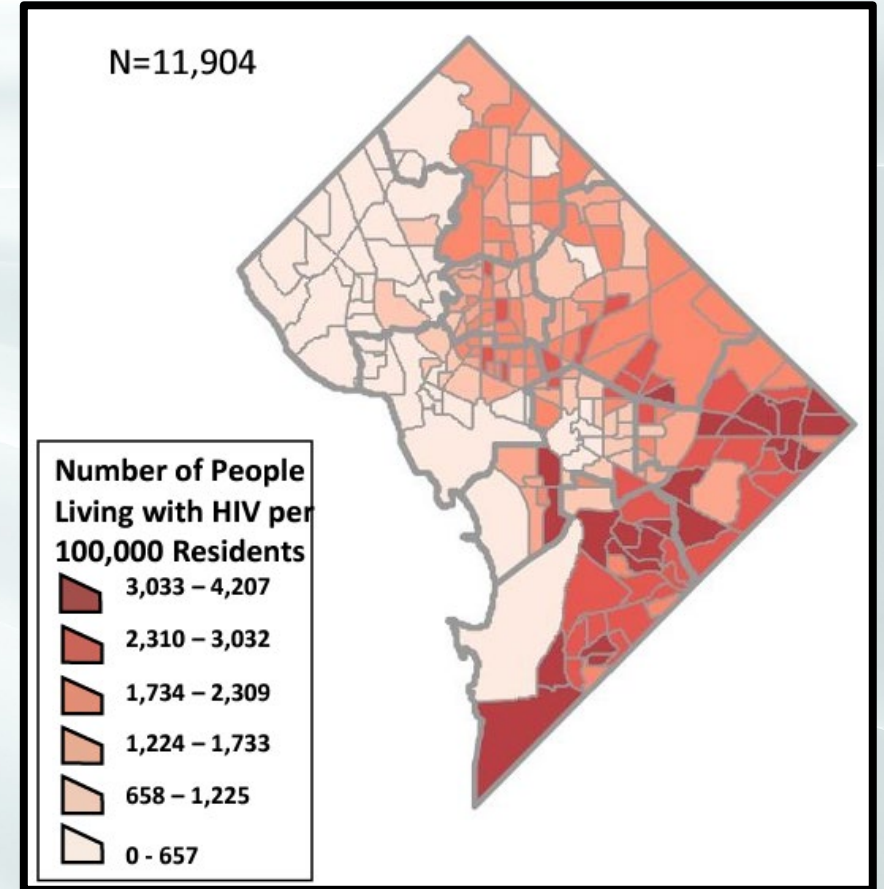 N=11,904
Number of People
Living with HIV per
100,000 Residents
3,033 – 4,207
2,310 – 3,032
1,734 – 2,309
1,224 – 1,733
658 – 1,225
0 - 657